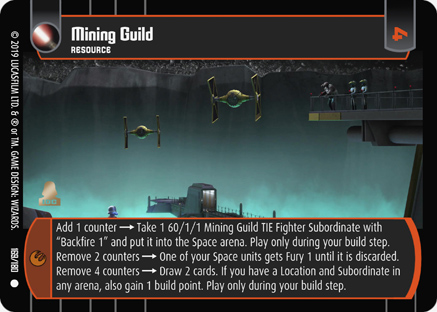 Mining Guild
RESOURCE
4
© 2019 LUCASFILM LTD. & ® or TM. GAME DESIGN: WIZARDS.
Add 1 counter → Take 1 60/1/1 Mining Guild TIE Fighter Subordinate with
"Backfire 1" and put it into the Space arena. Play only during your build step.
Remove 2 counters → One of your Space units gets Fury 1 until it is discarded.
Remove 4 counters → Draw 2 cards. If you have a Location and Subordinate in
any arena, also gain 1 build point. Play only during your build step.